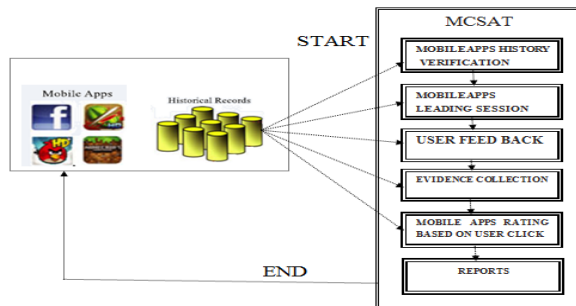 START
MCSAT
MOBILEAPPS HISTORY
VERIFICATION
Mobile Apps
Historical Records
MOBILEAPPS
LEADING SESSION
USER FEED BACK
EVIDENCE COLLECTION
MOBILE APPS RATING
BASED ON USER CLICK
REPORTS
END
f
HD